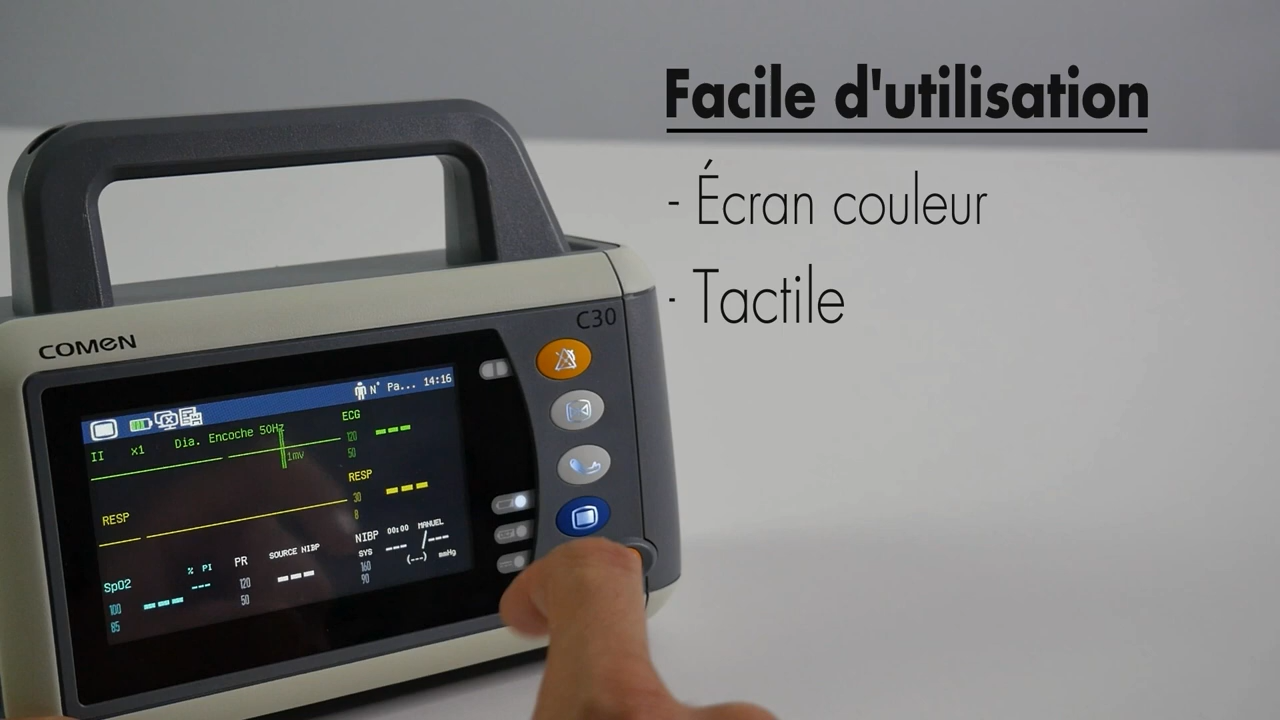 Facile d'utilisation
- Écran couleur
- Tactile
COMEN
C30
N° Pa... 14:16
II x1 Dia. Encoche 50Hz
1mV
ECG
120
50
---
RESP
RESP
30
8
---
SpO2
100
85
---
% PI
---
PR
120
50
SOURCE NIBP
---
NIBP 00:00 MANUEL
SYS
160
90
---/---
(---) mmHg